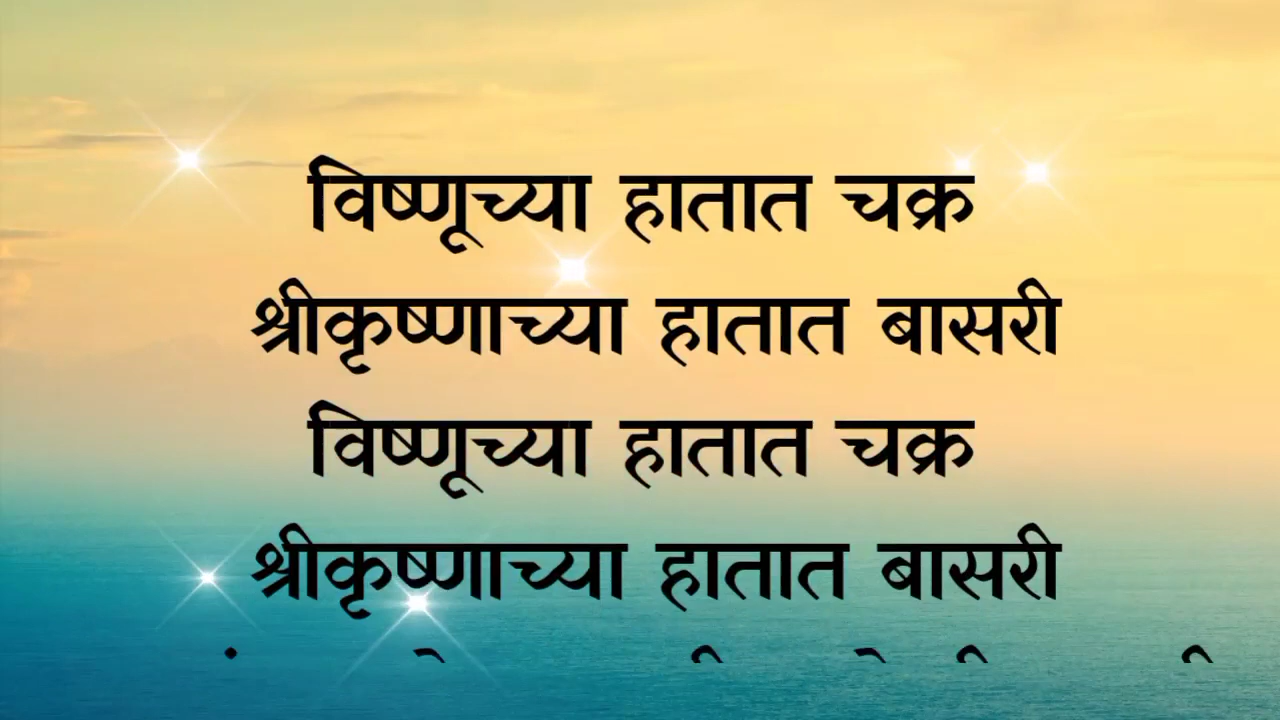 विष्णूच्या हातात चक्र
श्रीकृष्णाच्या हातात बासरी
विष्णूच्या हातात चक्र
श्रीकृष्णाच्या हातात बासरी